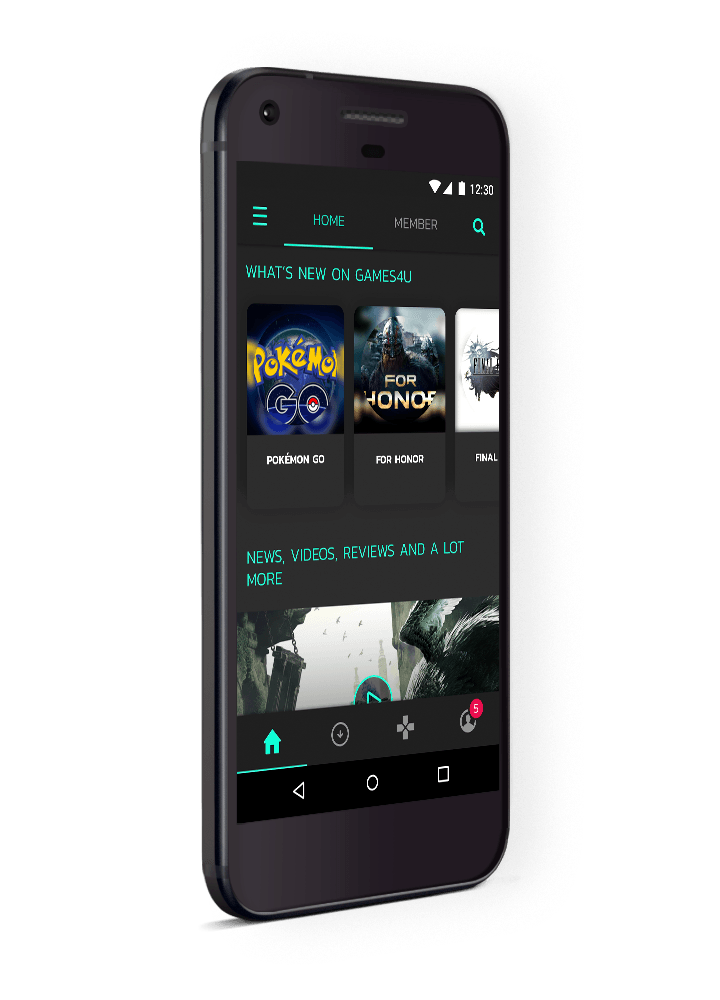 12:30
HOME MEMBER
WHAT'S NEW ON GAMES4U
POKÉMON
GO
FOR
HONOR
FINAL
POKÉMON GO
FOR HONOR
FINAL
NEWS, VIDEOS, REVIEWS AND A LOT
MORE
5